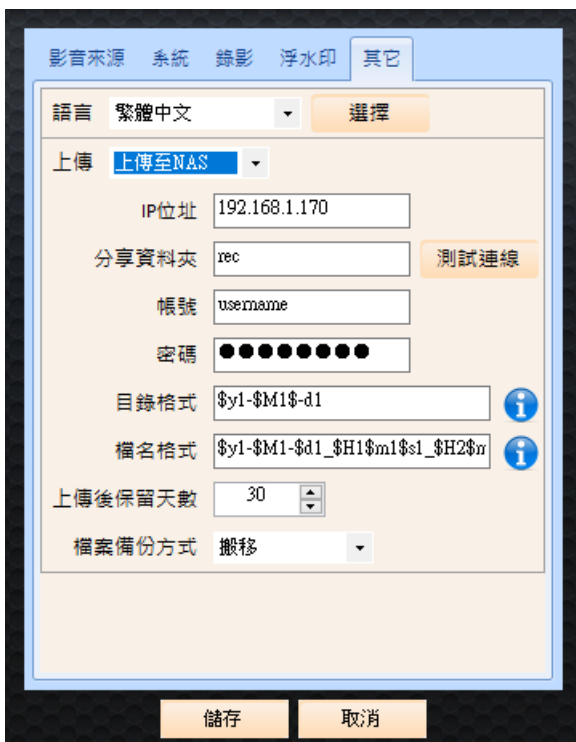 影音來源 系統 錄影 浮水印 其它
語言 繁體中文 選擇
上傳 上傳至NAS
IP位址 192.168.1.170
分享資料夾 rec 測試連線
帳號 username
密碼 ●●●●●●●●
目錄格式 $y1-$M1$-d1
檔名格式 $y1-$M1-$d1_$H1$m1$s1_$H2$m
上傳後保留天數 30
檔案備份方式 搬移
儲存 取消